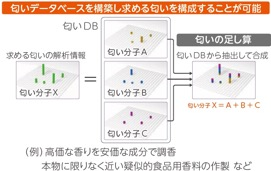 匂いデータベースを構築し求める匂いを構成することが可能
匂いDB
匂い分子A
匂いの足し算
求める匂いの解析情報
匂いDBから抽出して合成
匂い分子X
=
匂い分子B
匂い分子X=A+B+C
匂い分子C
(例)高価な香りを安価な成分で調香
本物に限りなく近い疑似的食品用香料の作製 など